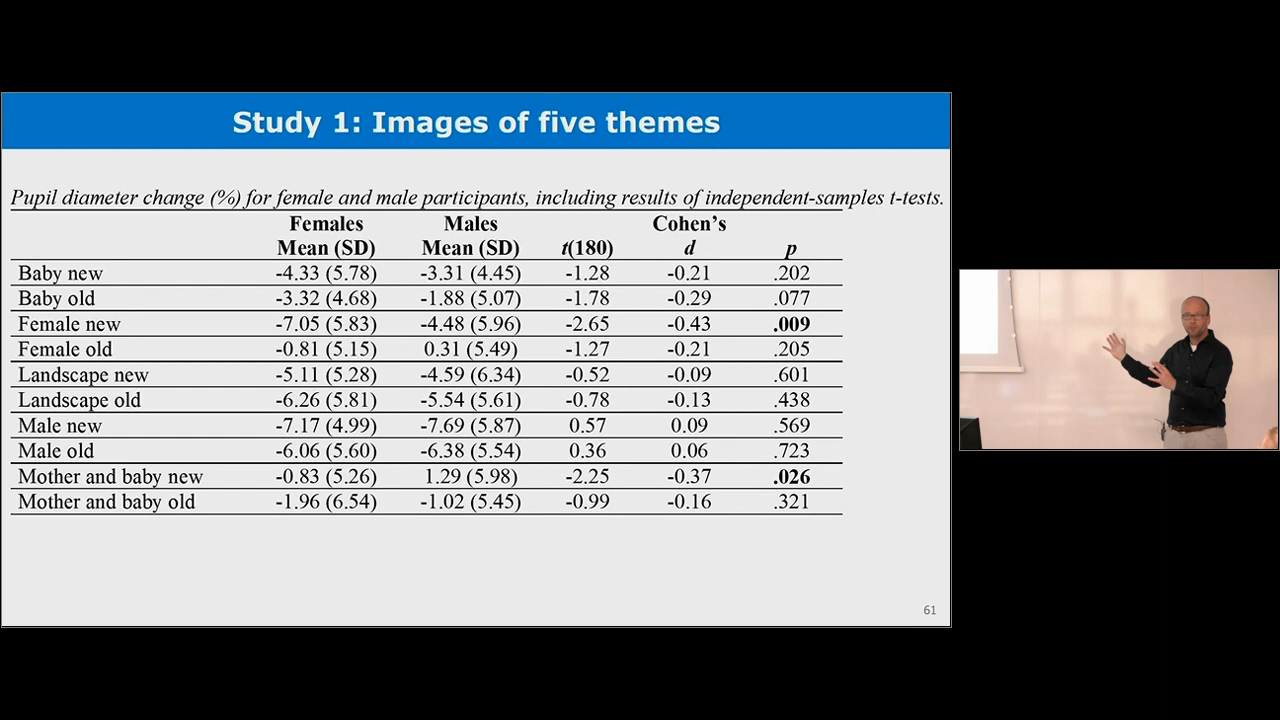 Study 1: Images of five themes
Pupil diameter change (%) for female and male participants, including results of independent-samples t-tests.
Females Males Cohen’s
Mean (SD) Mean (SD) t(180) d p
Baby new -4.33 (5.78) -3.31 (4.45) -1.28 -0.21 .202
Baby old -3.32 (4.68) -1.88 (5.07) -1.78 -0.29 .077
Female new -7.05 (5.83) -4.48 (5.96) -2.65 -0.43 .009
Female old -0.81 (5.15) 0.31 (5.49) -1.27 -0.21 .205
Landscape new -5.11 (5.28) -4.59 (6.34) -0.52 -0.09 .601
Landscape old -6.26 (5.81) -5.54 (5.61) -0.78 -0.13 .438
Male new -7.17 (4.99) -7.69 (5.87) 0.57 0.09 .569
Male old -6.06 (5.60) -6.38 (5.54) 0.36 0.06 .723
Mother and baby new -0.83 (5.26) 1.29 (5.98) -2.25 -0.37 .026
Mother and baby old -1.96 (6.54) -1.02 (5.45) -0.99 -0.16 .321
61